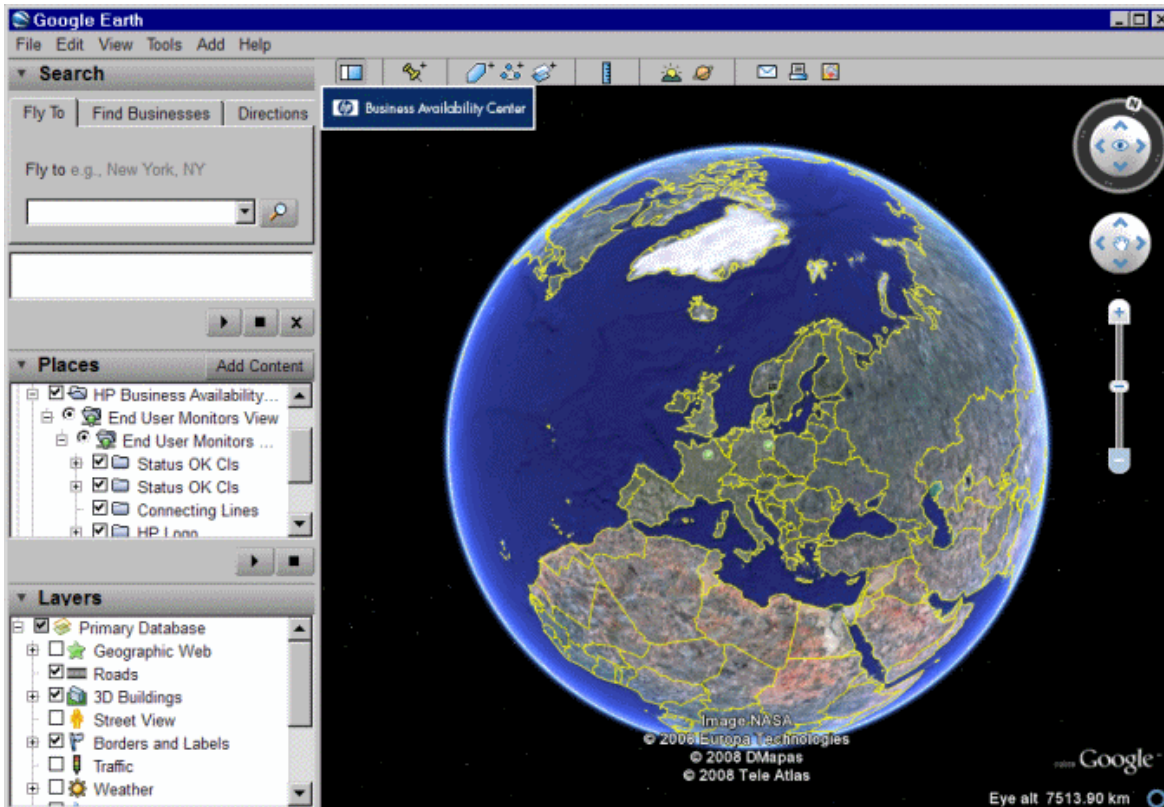 Google Earth
File Edit View Tools Add Help
Search
Fly To Find Businesses Directions
hp Business Availability Center
N
Fly to e.g., New York, NY
Places Add Content
HP Business Availability...
End User Monitors View
End User Monitors ...
Status OK CIs
Status OK CIs
Connecting Lines
HP Logo
Layers
Primary Database
Geographic Web
Roads
3D Buildings
Street View
Borders and Labels
Traffic
Weather
Image NASA
© 2008 Europa Technologies
© 2008 DMapas
© 2008 Tele Atlas
Google
Eye alt 7513.90 km